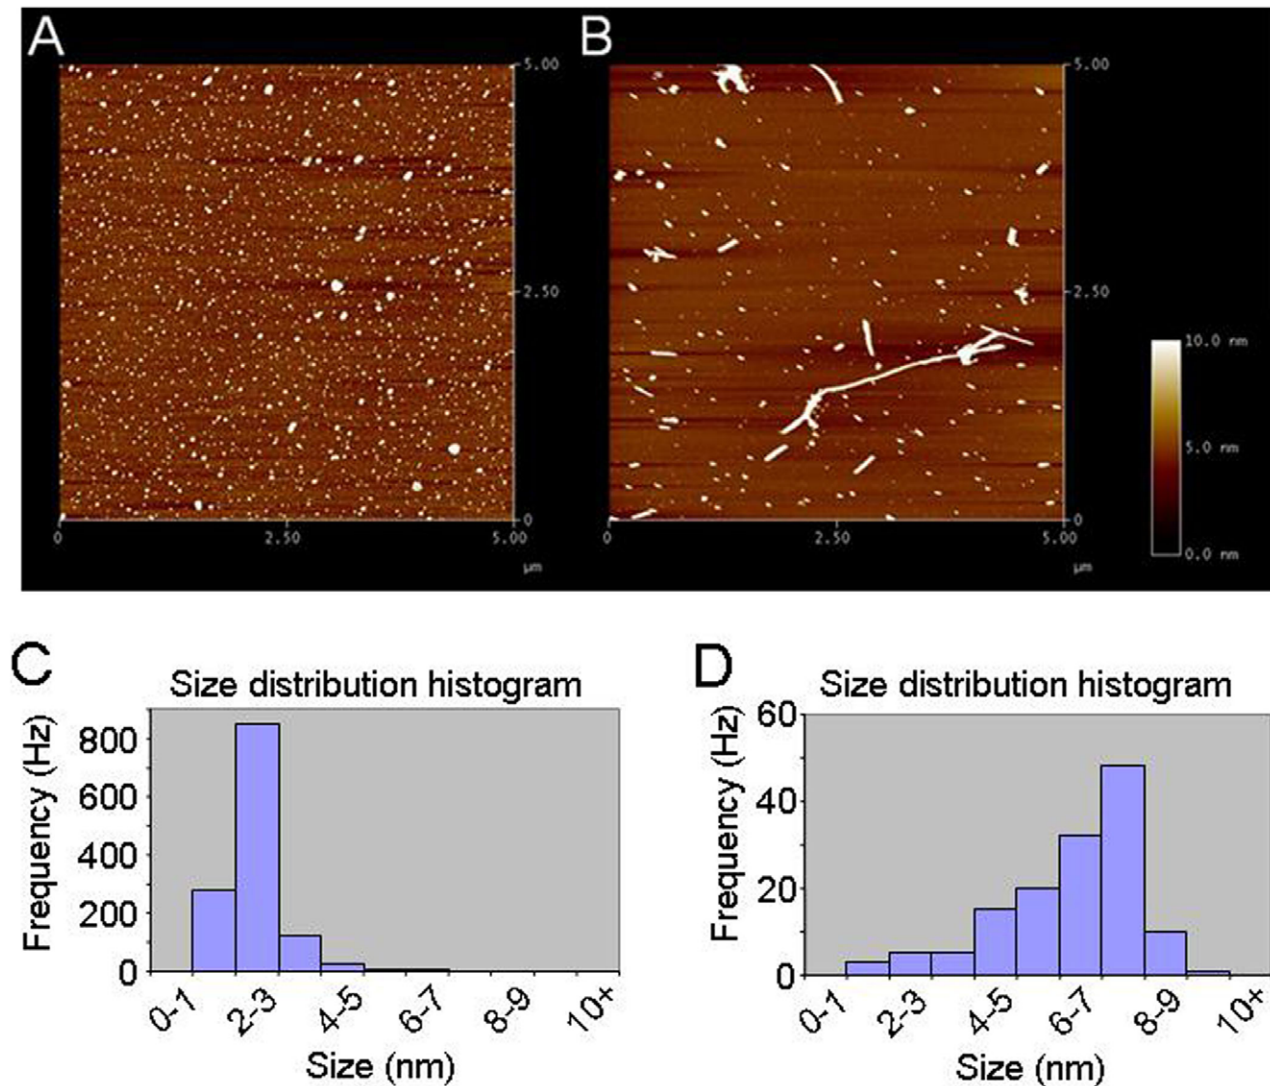 A
B
5.00
2.50
0
0
2.50
5.00
µm
5.00
2.50
0
0
2.50
5.00
µm
10.0 nm
5.0 nm
0.0 nm
C
Size distribution histogram
Frequency (Hz)
800
600
400
200
0
0-1
2-3
4-5
6-7
8-9
10+
Size (nm)
D
Size distribution histogram
Frequency (Hz)
60
40
20
0
0-1
2-3
4-5
6-7
8-9
10+
Size (nm)